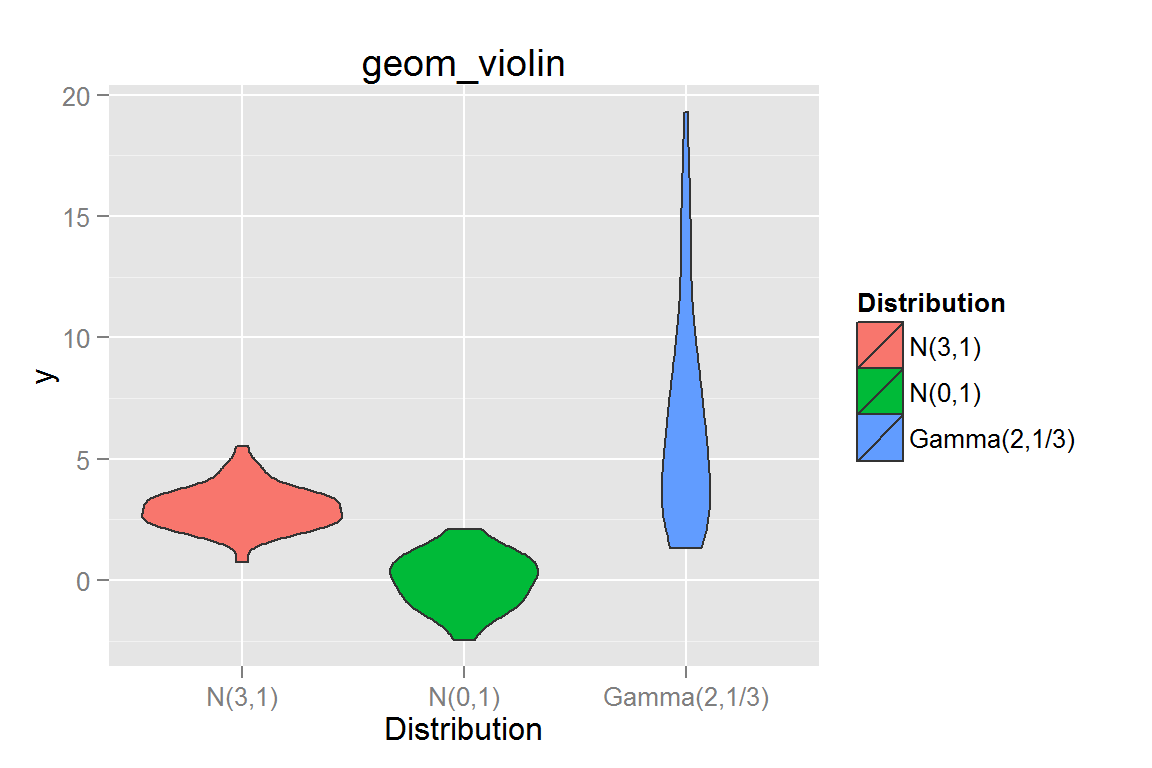 geom_violin
20
15
10
5
0
y
N(3,1)
N(0,1)
Gamma(2,1/3)
Distribution
Distribution
N(3,1)
N(0,1)
Gamma(2,1/3)